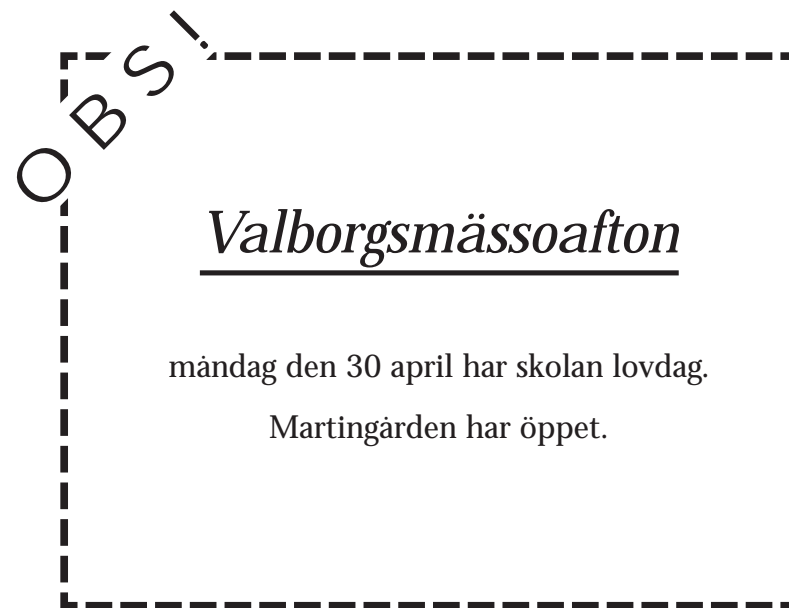 OBS!
Valborgsmässoafton
måndag den 30 april har skolan lovdag.
Martingården har öppet.